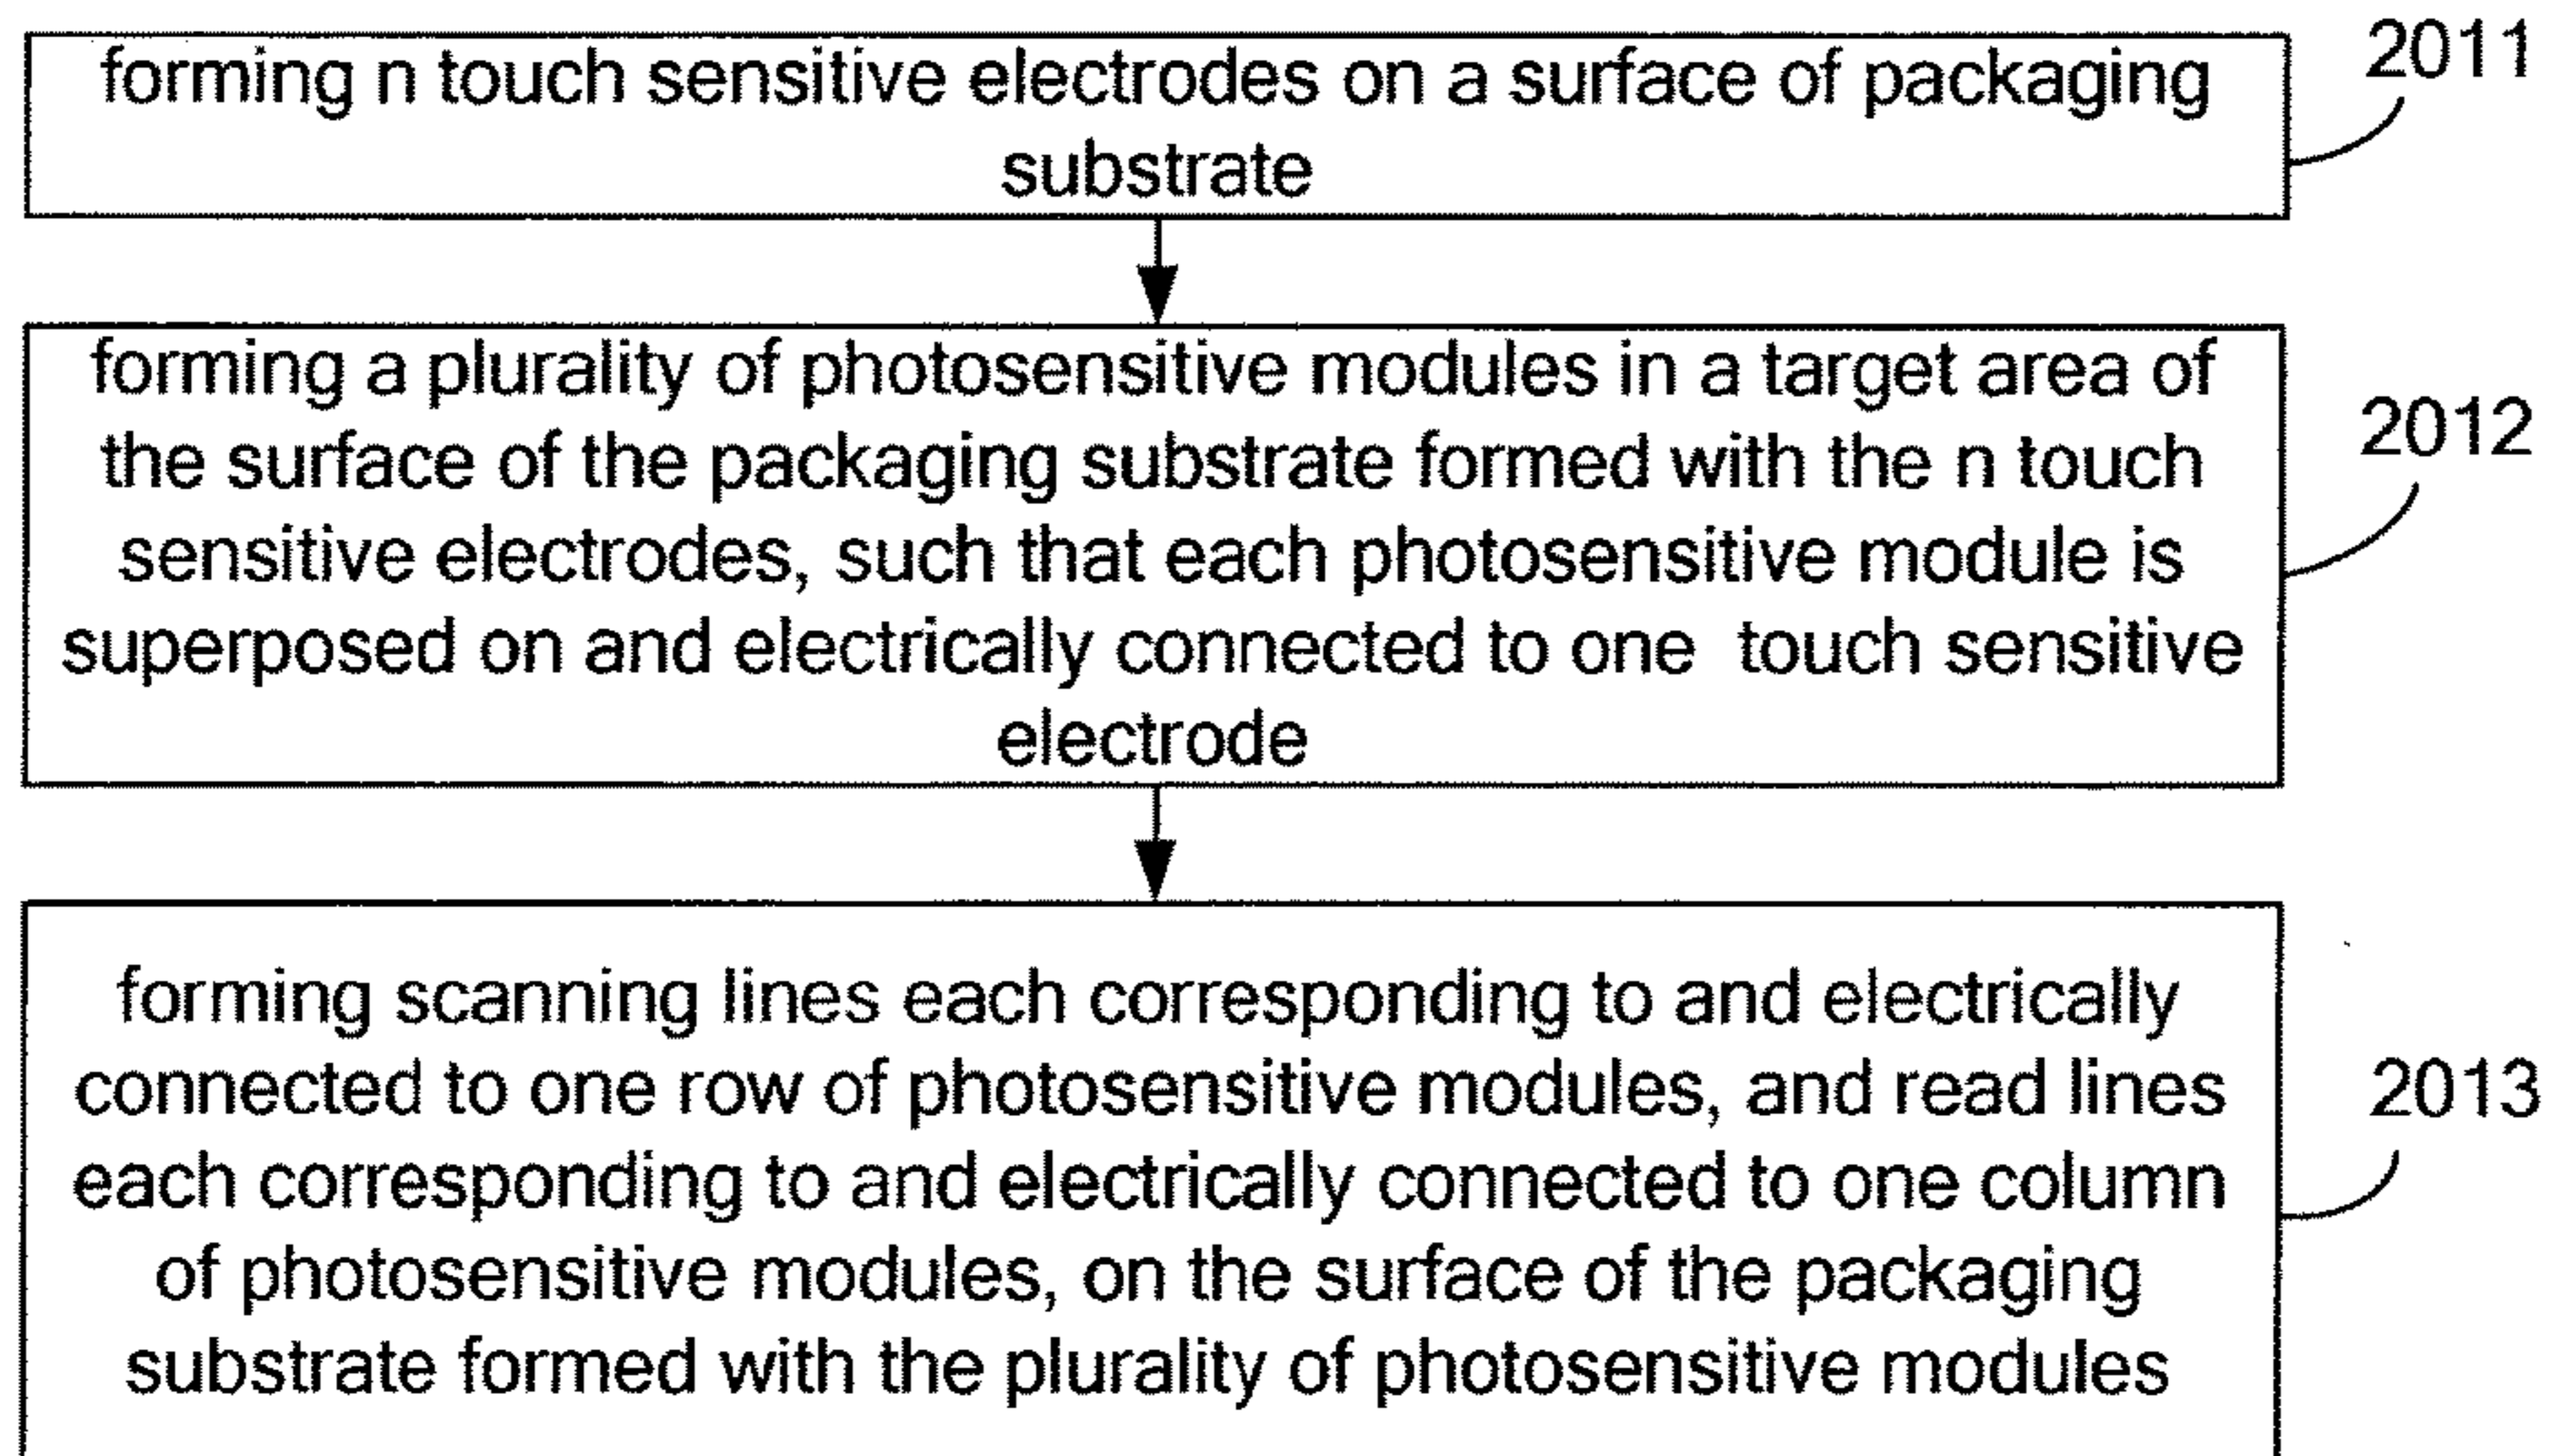 forming n touch sensitive electrodes on a surface of packaging
substrate
2011
forming a plurality of photosensitive modules in a target area of
the surface of the packaging substrate formed with the n touch
sensitive electrodes, such that each photosensitive module is
superposed on and electrically connected to one touch sensitive
electrode
2012
forming scanning lines each corresponding to and electrically
connected to one row of photosensitive modules, and read lines
each corresponding to and electrically connected to one column
of photosensitive modules, on the surface of the packaging
substrate formed with the plurality of photosensitive modules
2013